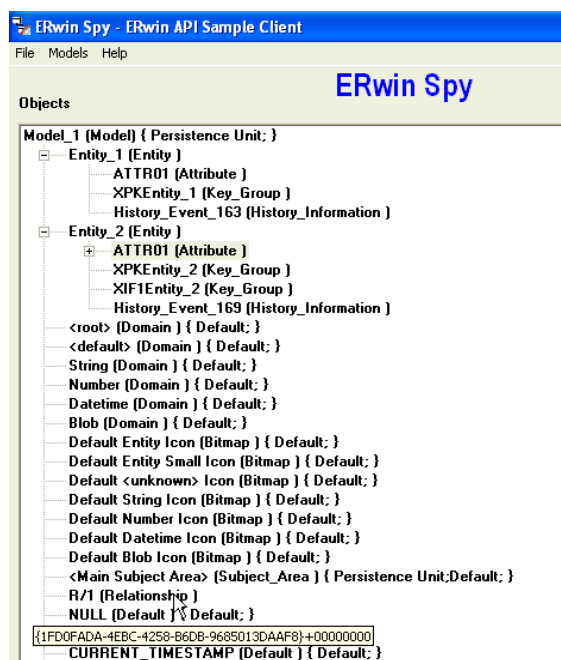 ERwin Spy - ERwin API Sample Client
File Models Help
ERwin Spy
Objects
Model_1 (Model) { Persistence Unit; }
Entity_1 (Entity )
ATTR01 (Attribute )
XPKEntity_1 (Key_Group )
History_Event_163 (History_Information )
Entity_2 (Entity )
ATTR01 (Attribute )
XPKEntity_2 (Key_Group )
XIF1Entity_2 (Key_Group )
History_Event_169 (History_Information )
<root> (Domain ) { Default; }
<default> (Domain ) { Default; }
String (Domain ) { Default; }
Number (Domain ) { Default; }
Datetime (Domain ) { Default; }
Blob (Domain ) { Default; }
Default Entity Icon (Bitmap ) { Default; }
Default Entity Small Icon (Bitmap ) { Default; }
Default <unknown> Icon (Bitmap ) { Default; }
Default String Icon (Bitmap ) { Default; }
Default Number Icon (Bitmap ) { Default; }
Default Datetime Icon (Bitmap ) { Default; }
Default Blob Icon (Bitmap ) { Default; }
<Main Subject Area> (Subject_Area ) { Persistence Unit;Default; }
R/1 (Relationship )
NULL (Default ) { Default; }
{1FD0FADA-4EBC-4258-B6DB-9685013DAAF8}+00000000
CURRENT_TIMESTAMP (Default ) { Default; }